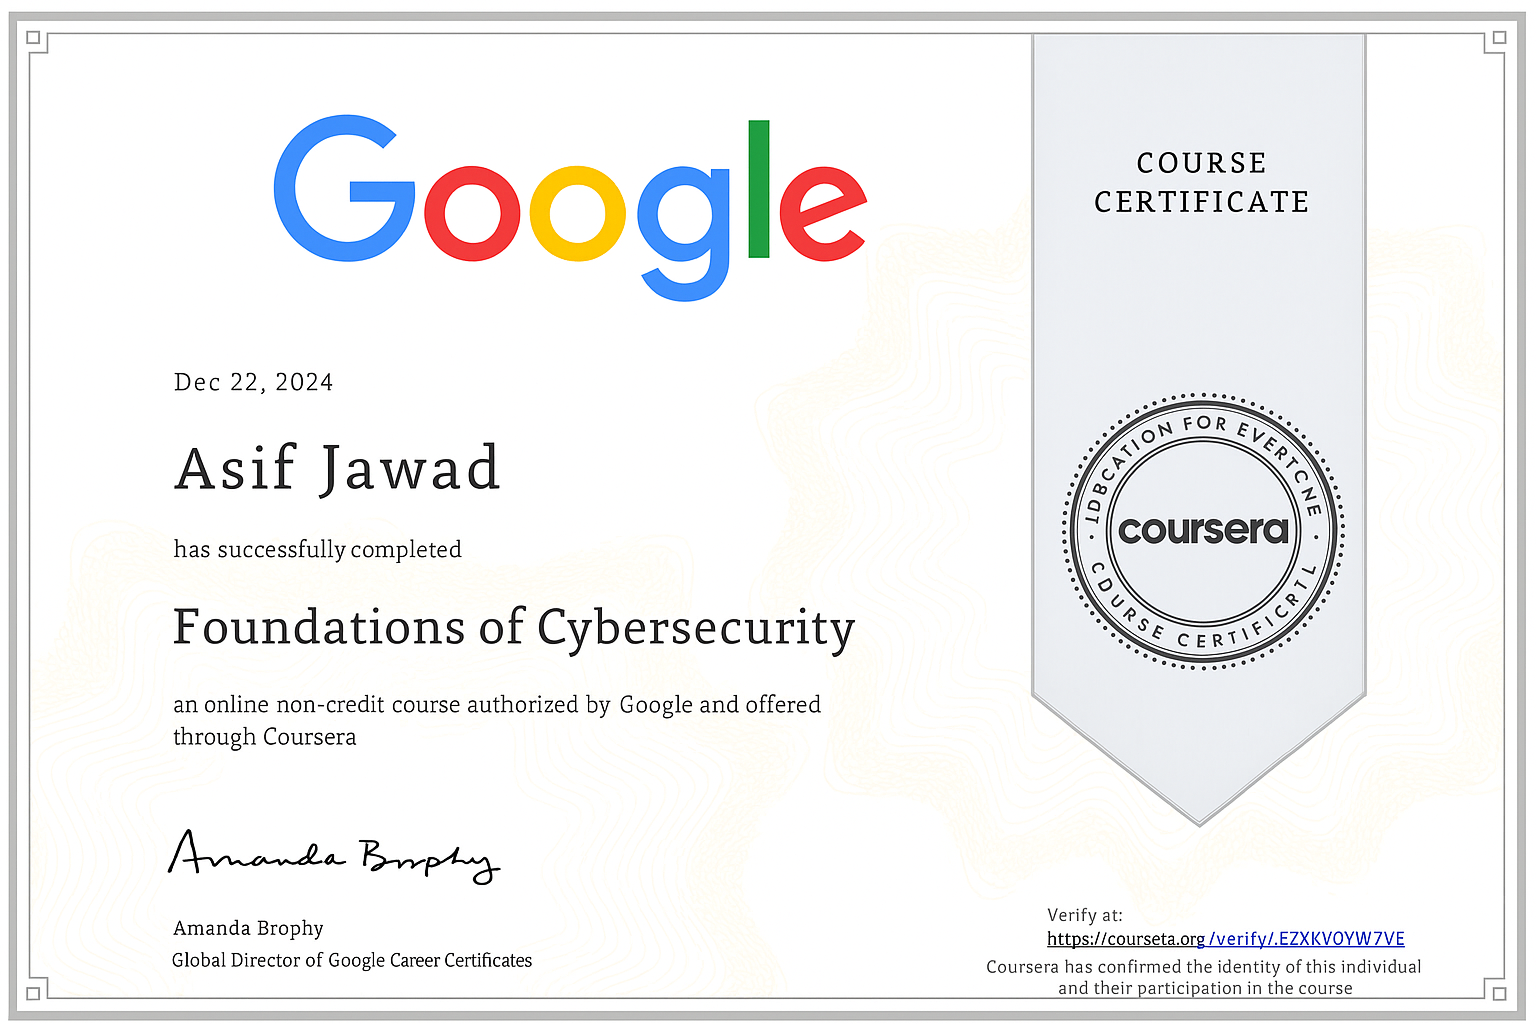 Google
COURSE
CERTIFICATE
Dec 22, 2024
Asif Jawad
has successfully completed
Foundations of Cybersecurity
an online non-credit course authorized by Google and offered
through Coursera
IDBCATION FOR EVERTCNE
coursera
CDURSE CERTIFICRTL
Amanda Brophy
Amanda Brophy
Global Director of Google Career Certificates
Verify at:
https://courseta.org/verify/.EZXKVOYW7VE
Coursera has confirmed the identity of this individual
and their participation in the course